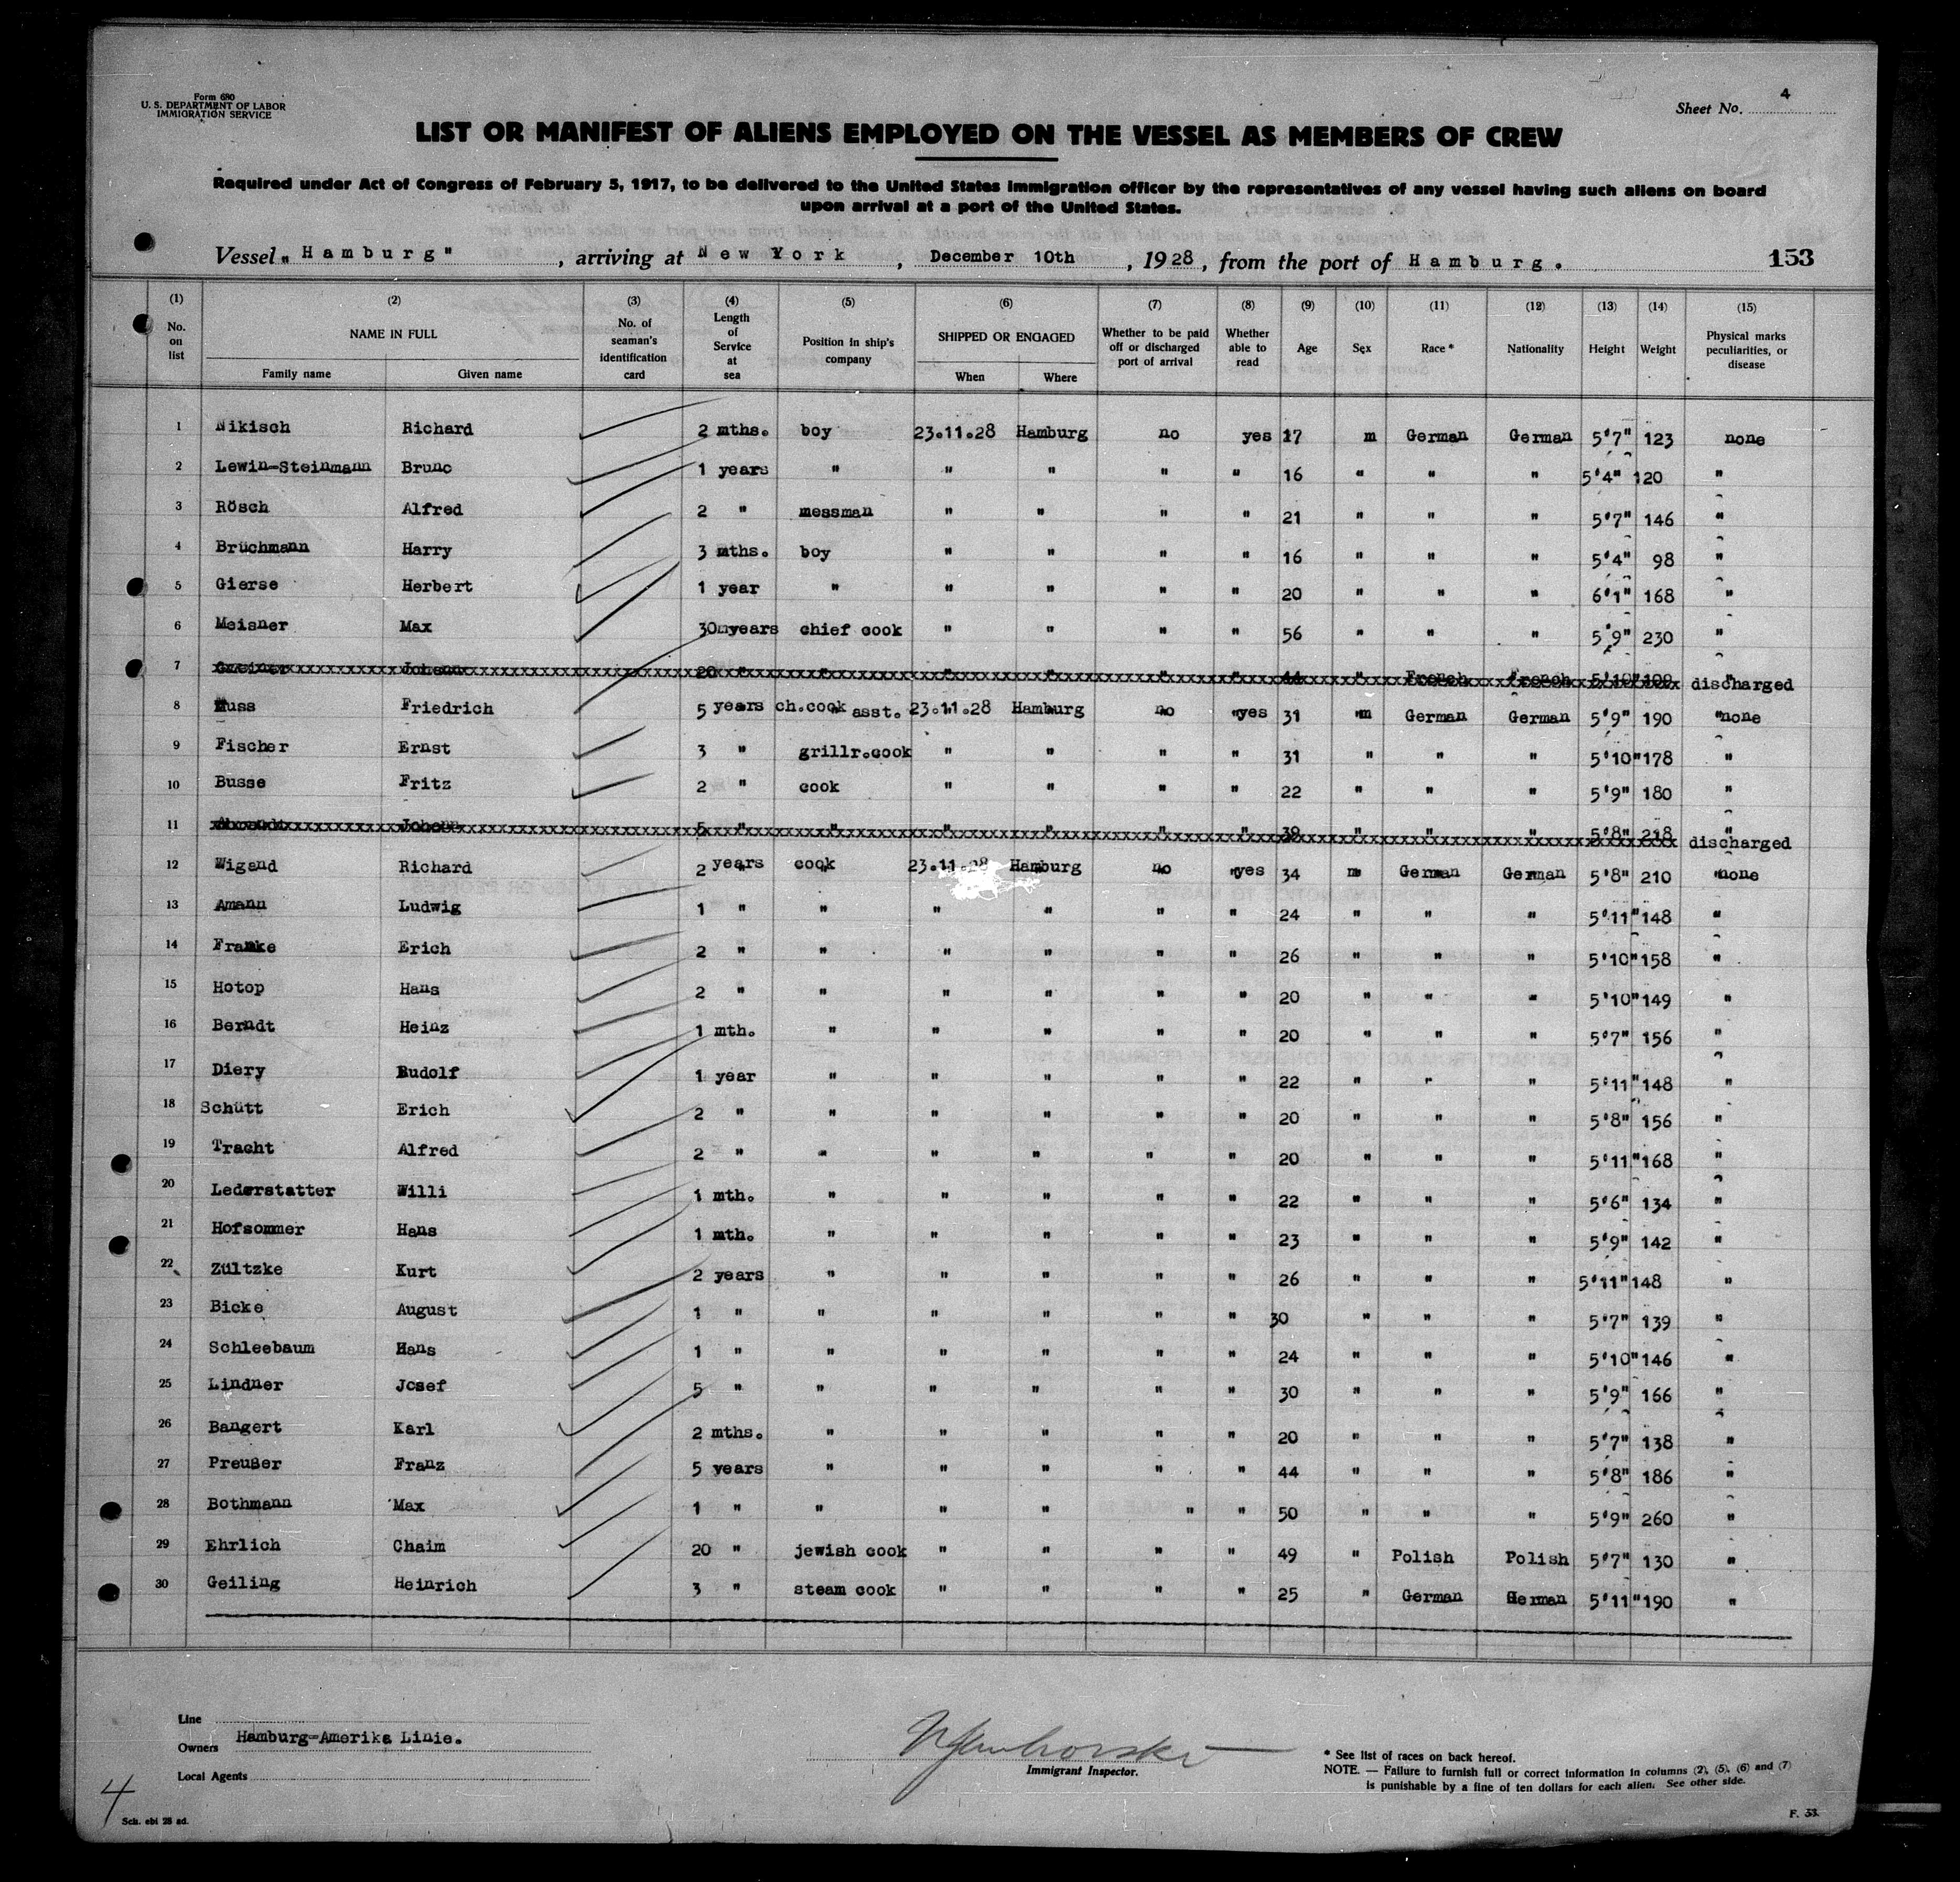 Form 680
U. S. DEPARTMENT OF LABOR
IMMIGRATION SERVICE
Sheet No. 4
LIST OR MANIFEST OF ALIENS EMPLOYED ON THE VESSEL AS MEMBERS OF CREW
Required under Act of Congress of February 5, 1917, to be delivered to the United States immigration officer by the representatives of any vessel having such aliens on board
upon arrival at a port of the United States.
Vessel "Hamburg", arriving at New York, December 10th, 1928, from the port of Hamburg. 153
(1) (2) (3) (4) (5) (6) (7) (8) (9) (10) (11) (12) (13) (14) (15)
No. on list NAME IN FULL Family name Given name No. of seaman's identification card Length of Service at sea Position in ship's company SHIPPED OR ENGAGED When Where Whether to be paid off or discharged port of arrival Whether able to read Age Sex Race * Nationality Height Weight Physical marks peculiarities, or disease
1 Nikisch Richard 2 mths. boy 23.11.28 Hamburg no yes 17 m German German 5'7" 123 none
2 Lewin-Steinmann Bruno 1 years " " " " " 16 " " " 5'4" 120 "
3 Rösch Alfred 2 " messman " " " " 21 " " " 5'7" 146 "
4 Brüchmann Harry 3 mths. boy " " " " 16 " " " 5'4" 98 "
5 Gierse Herbert 1 year " " " " " 20 " " " 6'1" 168 "
6 Meisner Max 30 years chief cook " " " " 56 " " " 5'9" 230 "
7 Johann 20 " " " " " " 44 " French French 5'10" discharged
8 Huss Friedrich 5 years ch.cook asst. 23.11.28 Hamburg no yes 31 m German German 5'9" 190 none
9 Fischer Ernst 3 " grillr.cook " " " " 31 " " " 5'10" 178 "
10 Busse Fritz 2 " cook " " " " 22 " " " 5'9" 180 "
11 Johann 5 " " " " " " " " " 5'8" 218 discharged
12 Wigand Richard 2 years cook 23.11.28 Hamburg no yes 34 m German German 5'8" 210 none
13 Amann Ludwig 1 " " " " " " 24 " " " 5'11" 148 "
14 Franke Erich 2 " " " " " " 26 " " " 5'10" 158 "
15 Hotop Hans 2 " " " " " " 20 " " " 5'10" 149 "
16 Berndt Heinz 1 mth. " " " " " 20 " " " 5'7" 156 "
17 Diery Rudolf 1 year " " " " " 22 " " " 5'11" 148 "
18 Schütt Erich 2 " " " " " " 20 " " " 5'8" 156 "
19 Tracht Alfred 2 " " " " " " 20 " " " 5'11" 168 "
20 Lederstatter Willi 1 mth. " " " " " 22 " " " 5'6" 134 "
21 Hofsommer Hans 1 mth. " " " " " 23 " " " 5'9" 142 "
22 Zültzke Kurt 2 years " " " " " 26 " " " 5'11" 148 "
23 Bicke August 1 " " " " " " 30 " " " 5'7" 139 "
24 Schleebaum Hans 1 " " " " " " 24 " " " 5'10" 146 "
25 Lindner Josef 5 " " " " " " 30 " " " 5'9" 166 "
26 Bangert Karl 2 mths. " " " " " 20 " " " 5'7" 138 "
27 Preußer Franz 5 years " " " " " 44 " " " 5'8" 186 "
28 Bothmann Max 1 " " " " " " 50 " " " 5'9" 260 "
29 Ehrlich Chaim 20 " jewish cook " " " " 49 " Polish Polish 5'7" 130 "
30 Geiling Heinrich 3 " steam cook " " " " 25 " German German 5'11" 190 "
Line
Owners Hamburg-Amerika Linie.
Local Agents
Immigrant Inspector.
* See list of races on back hereof.
NOTE. — Failure to furnish full or correct information in columns (2), (5), (6) and (7)
is punishable by a fine of ten dollars for each alien. See other side.
4
Sch. ebi 28 ad.
F. 33.